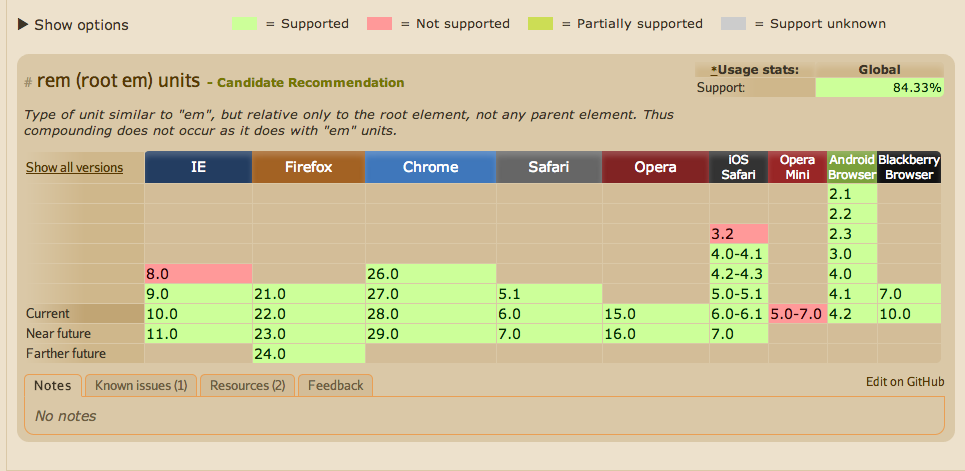 ▶ Show options = Supported = Not supported = Partially supported = Support unknown
# rem (root em) units - Candidate Recommendation
*Usage stats: Global
Support: 84.33%
Type of unit similar to "em", but relative only to the root element, not any parent element. Thus
compounding does not occur as it does with "em" units.
Show all versions IE Firefox Chrome Safari Opera iOS Safari Opera Mini Android Browser Blackberry Browser
2.1
2.2
3.2 2.3
4.0-4.1 3.0
8.0 26.0 4.2-4.3 4.0
9.0 21.0 27.0 5.1 5.0-5.1 4.1 7.0
Current 10.0 22.0 28.0 6.0 15.0 6.0-6.1 5.0-7.0 4.2 10.0
Near future 11.0 23.0 29.0 7.0 16.0 7.0
Farther future 24.0
Notes Known issues (1) Resources (2) Feedback Edit on GitHub
No notes